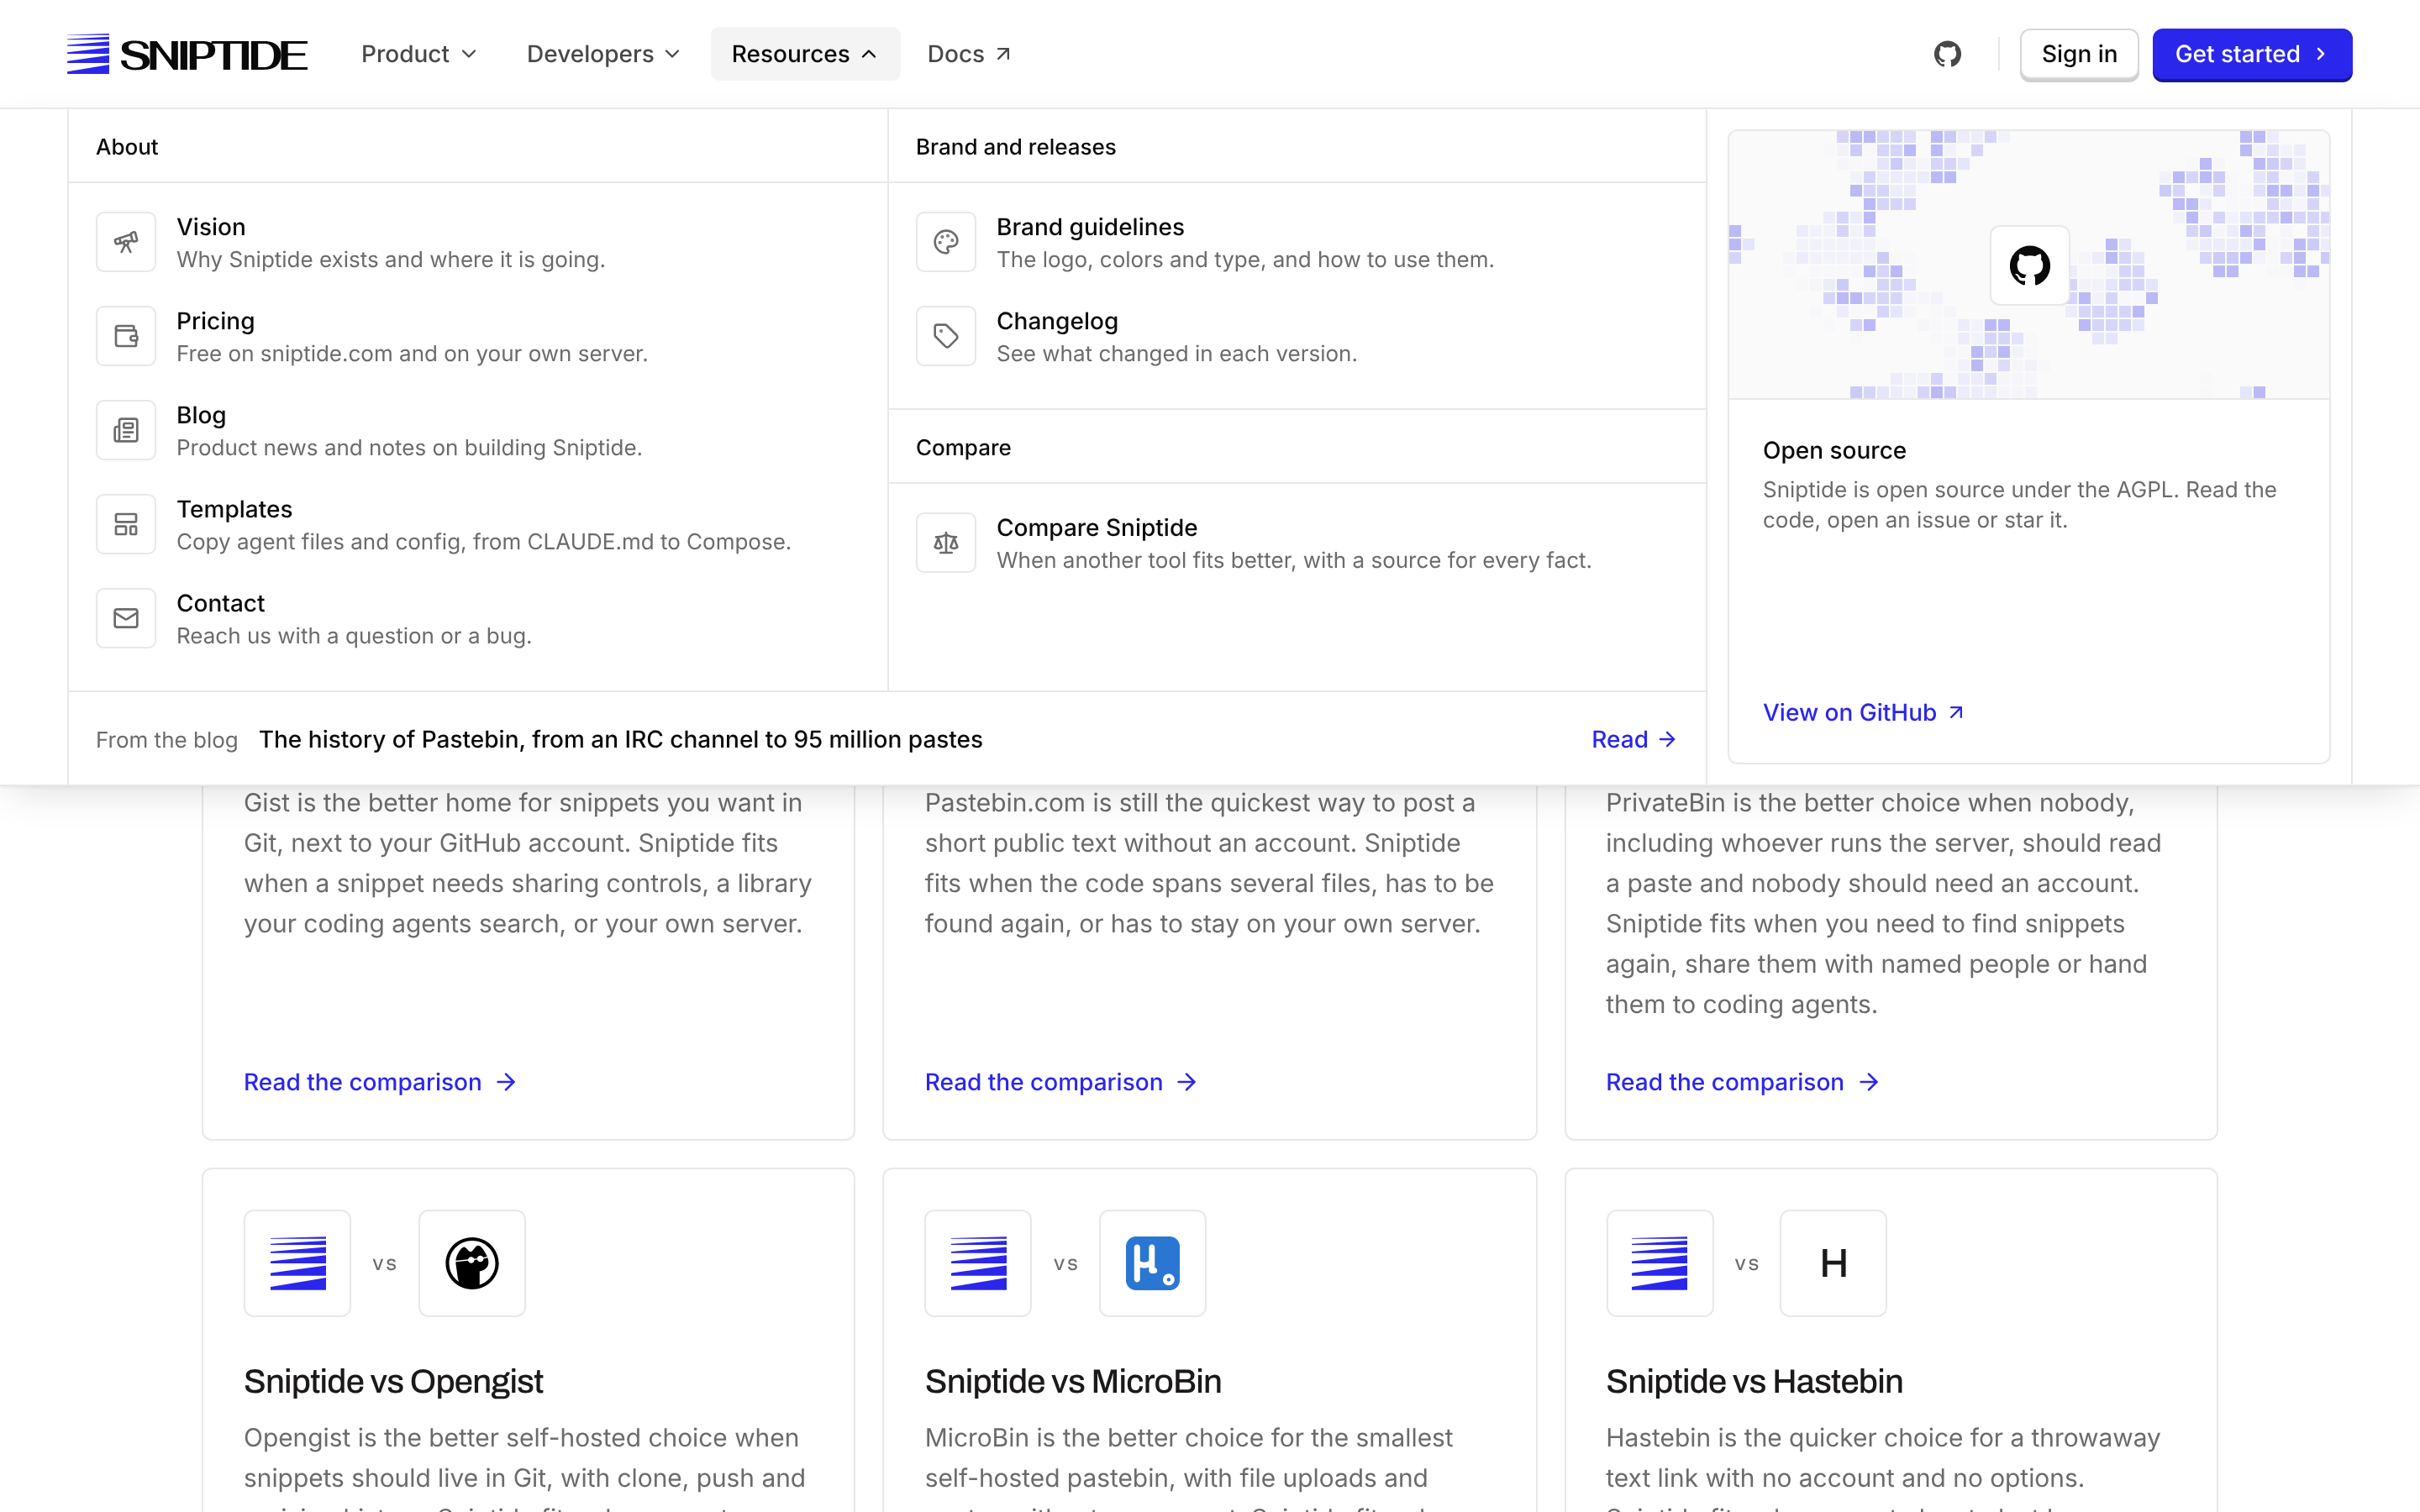 SNIPTIDE
Product
Developers
Resources
Docs
Sign in
Get started
About
Vision
Why Sniptide exists and where it is going.
Pricing
Free on sniptide.com and on your own server.
Blog
Product news and notes on building Sniptide.
Templates
Copy agent files and config, from CLAUDE.md to Compose.
Contact
Reach us with a question or a bug.
Brand and releases
Brand guidelines
The logo, colors and type, and how to use them.
Changelog
See what changed in each version.
Compare
Compare Sniptide
When another tool fits better, with a source for every fact.
Open source
Sniptide is open source under the AGPL. Read the
code, open an issue or star it.
View on GitHub
From the blog The history of Pastebin, from an IRC channel to 95 million pastes
Read
Gist is the better home for snippets you want in
Git, next to your GitHub account. Sniptide fits
when a snippet needs sharing controls, a library
your coding agents search, or your own server.
Read the comparison
Pastebin.com is still the quickest way to post a
short public text without an account. Sniptide
fits when the code spans several files, has to be
found again, or has to stay on your own server.
Read the comparison
PrivateBin is the better choice when nobody,
including whoever runs the server, should read
a paste and nobody should need an account.
Sniptide fits when you need to find snippets
again, share them with named people or hand
them to coding agents.
Read the comparison
vs
Sniptide vs Opengist
Opengist is the better self-hosted choice when
snippets should live in Git, with clone, push and
vs
μ
Sniptide vs MicroBin
MicroBin is the better choice for the smallest
self-hosted pastebin, with file uploads and
vs
H
Sniptide vs Hastebin
Hastebin is the quicker choice for a throwaway
text link with no account and no options.